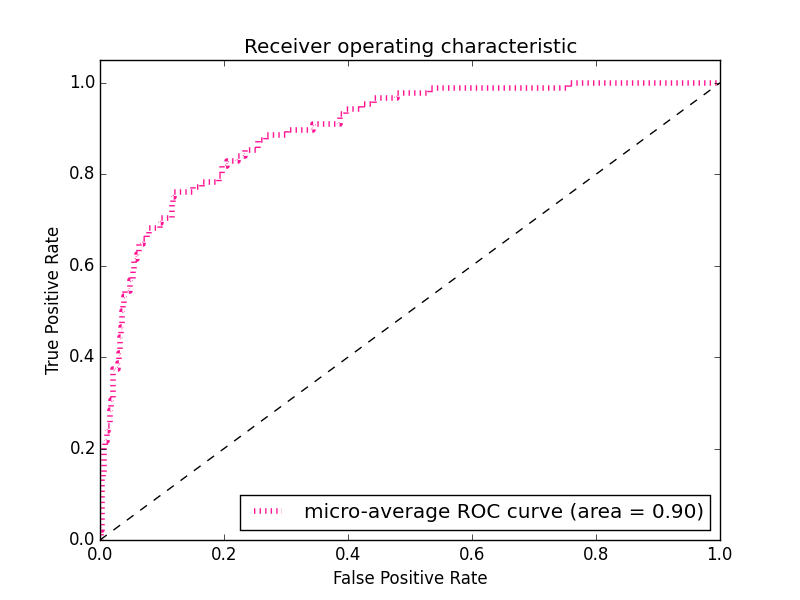 Receiver operating characteristic
1.0
0.8
0.6
0.4
0.2
0.0
True Positive Rate
micro-average ROC curve (area = 0.90)
0.0 0.2 0.4 0.6 0.8 1.0
False Positive Rate